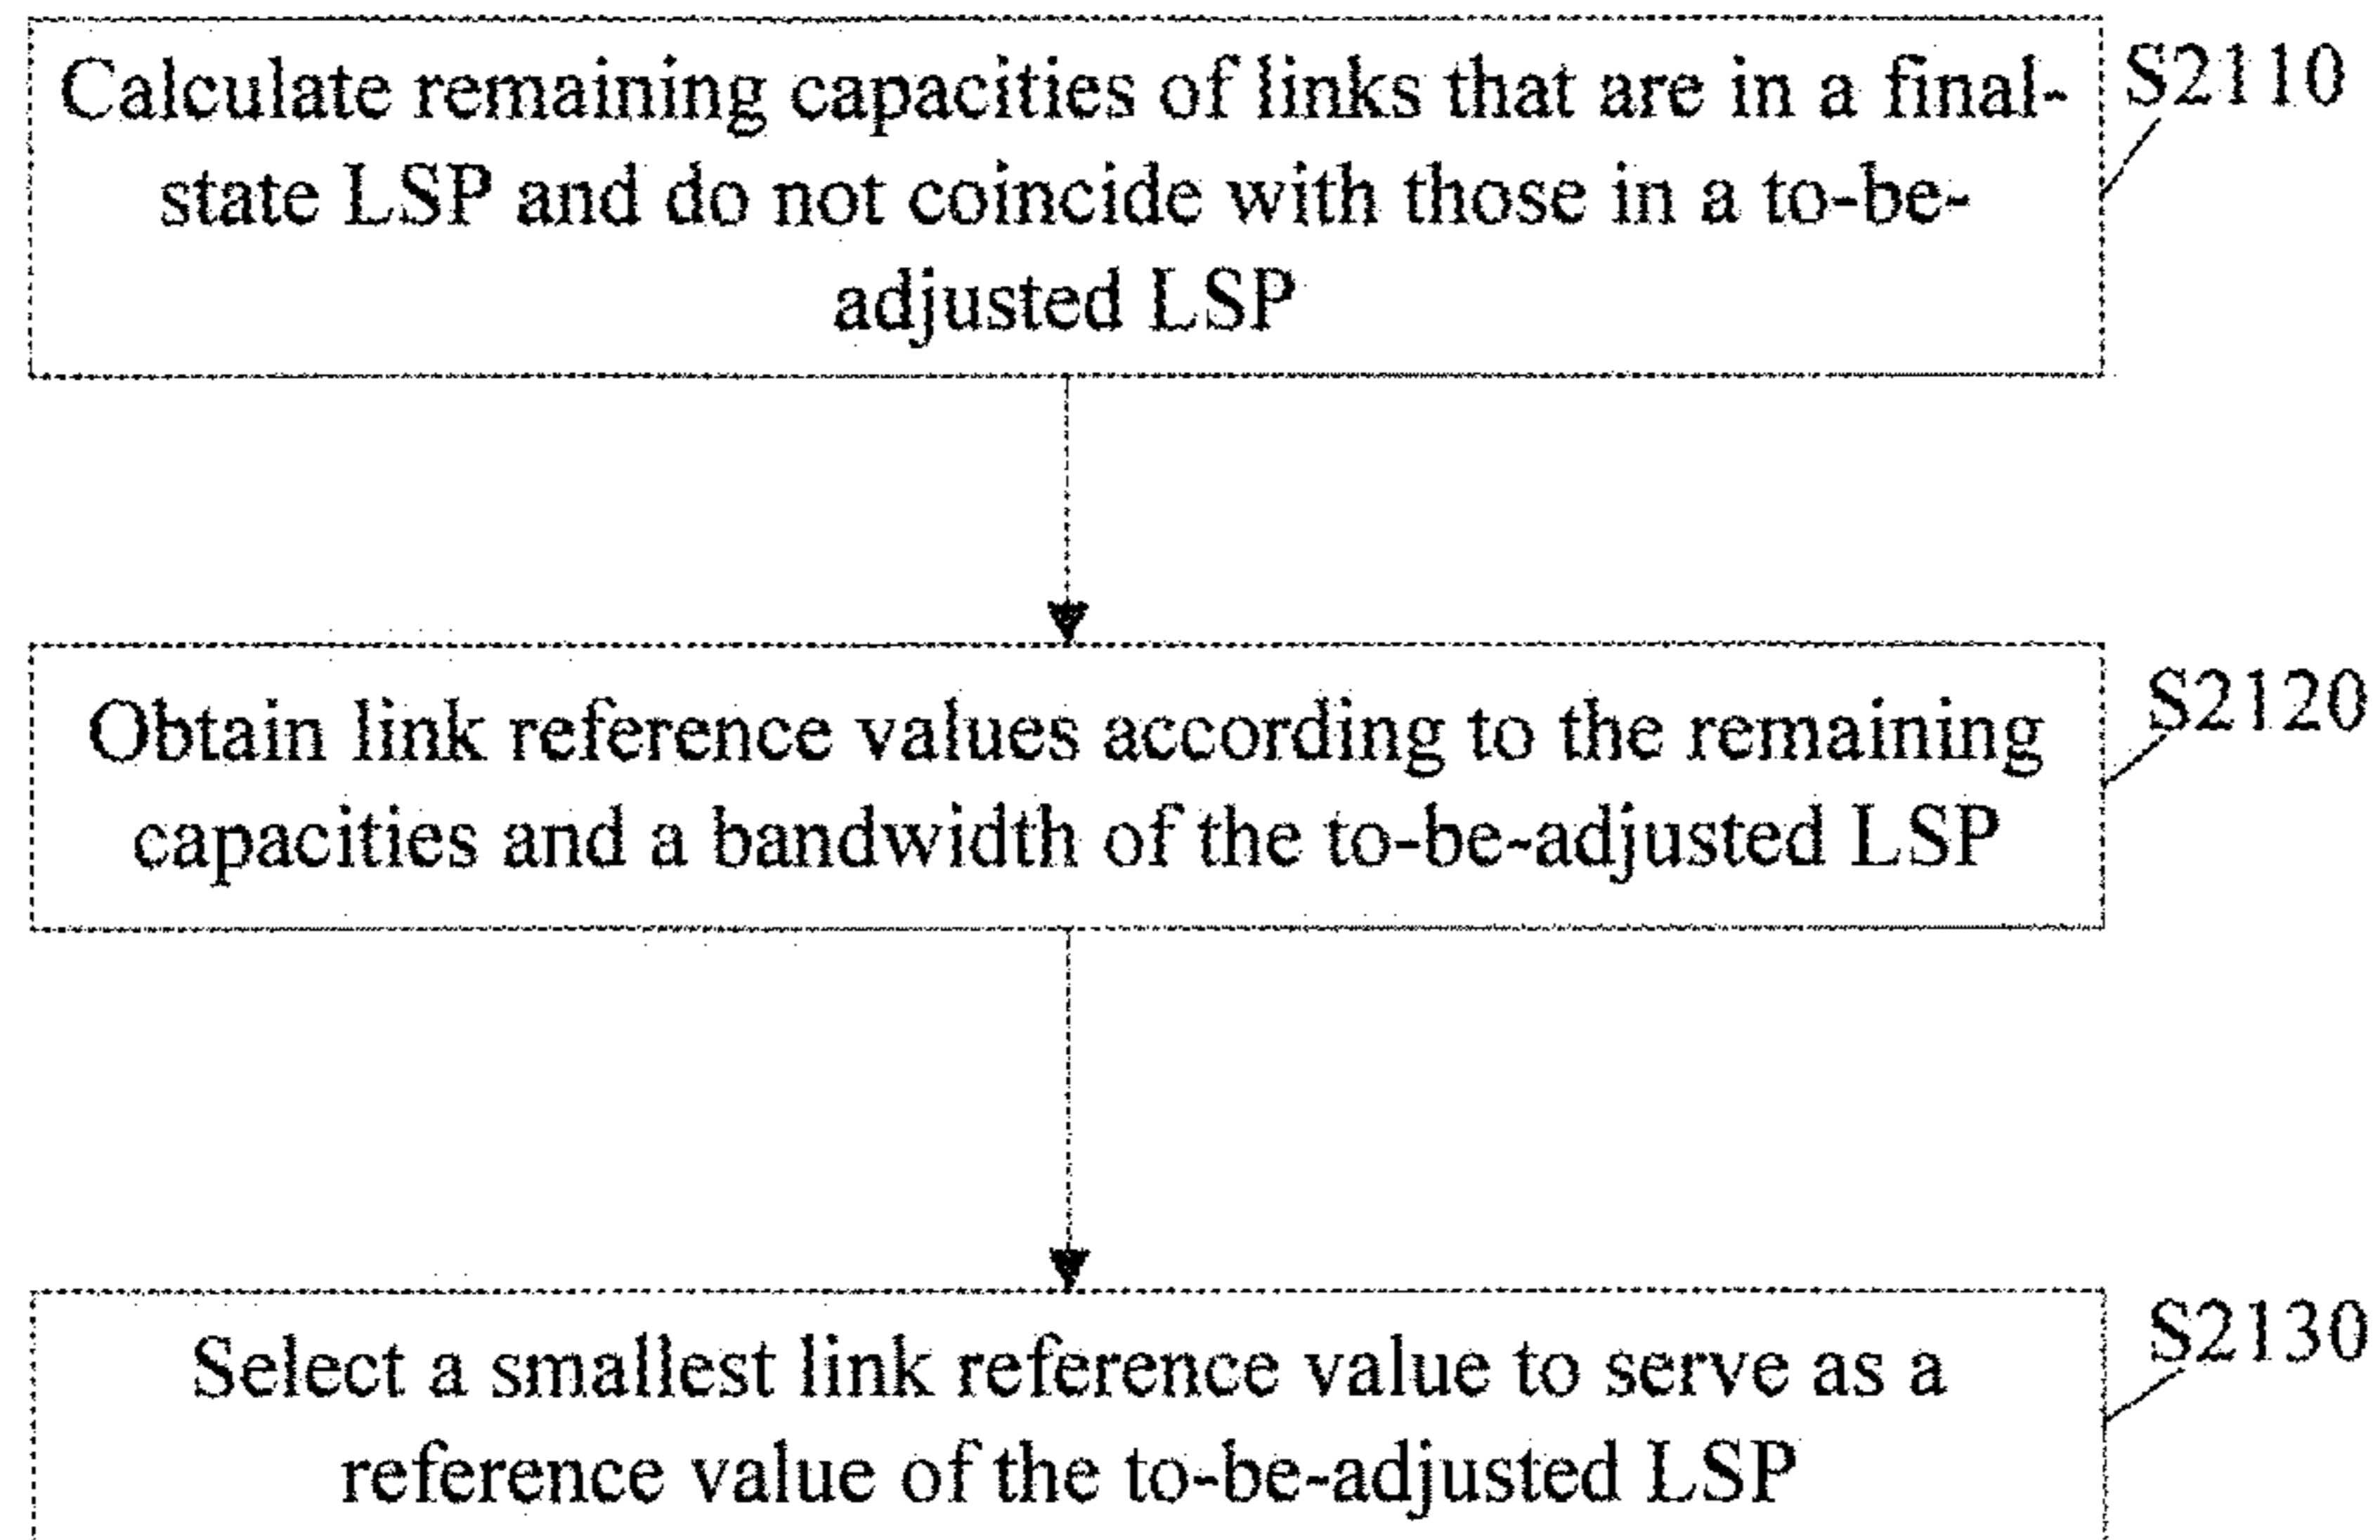 Calculate remaining capacities of links that are in a final-
state LSP and do not coincide with those in a to-be-
adjusted LSP
S2110
Obtain link reference values according to the remaining
capacities and a bandwidth of the to-be-adjusted LSP
S2120
Select a smallest link reference value to serve as a
reference value of the to-be-adjusted LSP
S2130